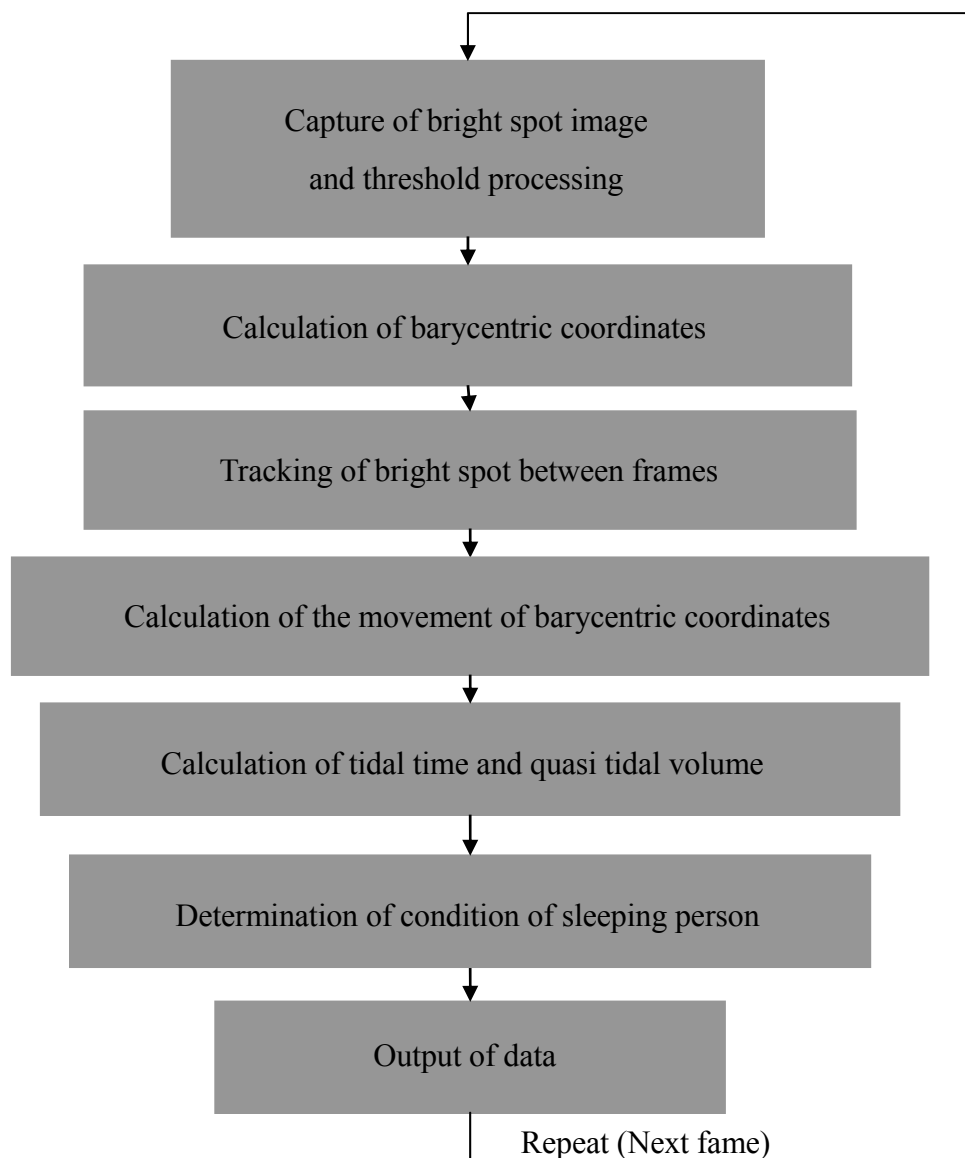 Capture of bright spot image
and threshold processing
Calculation of barycentric coordinates
Tracking of bright spot between frames
Calculation of the movement of barycentric coordinates
Calculation of tidal time and quasi tidal volume
Determination of condition of sleeping person
Output of data
Repeat (Next fame)